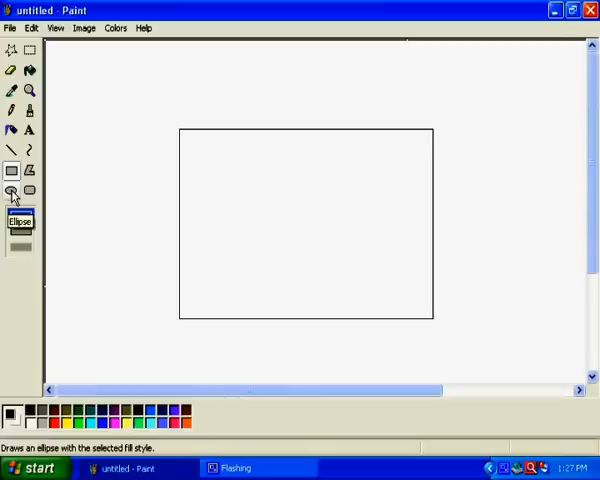 untitled - Paint
File Edit View Image Colors Help
A
Ellipse
Draws an ellipse with the selected fill style.
start untitled - Paint Flashing 1:27 PM